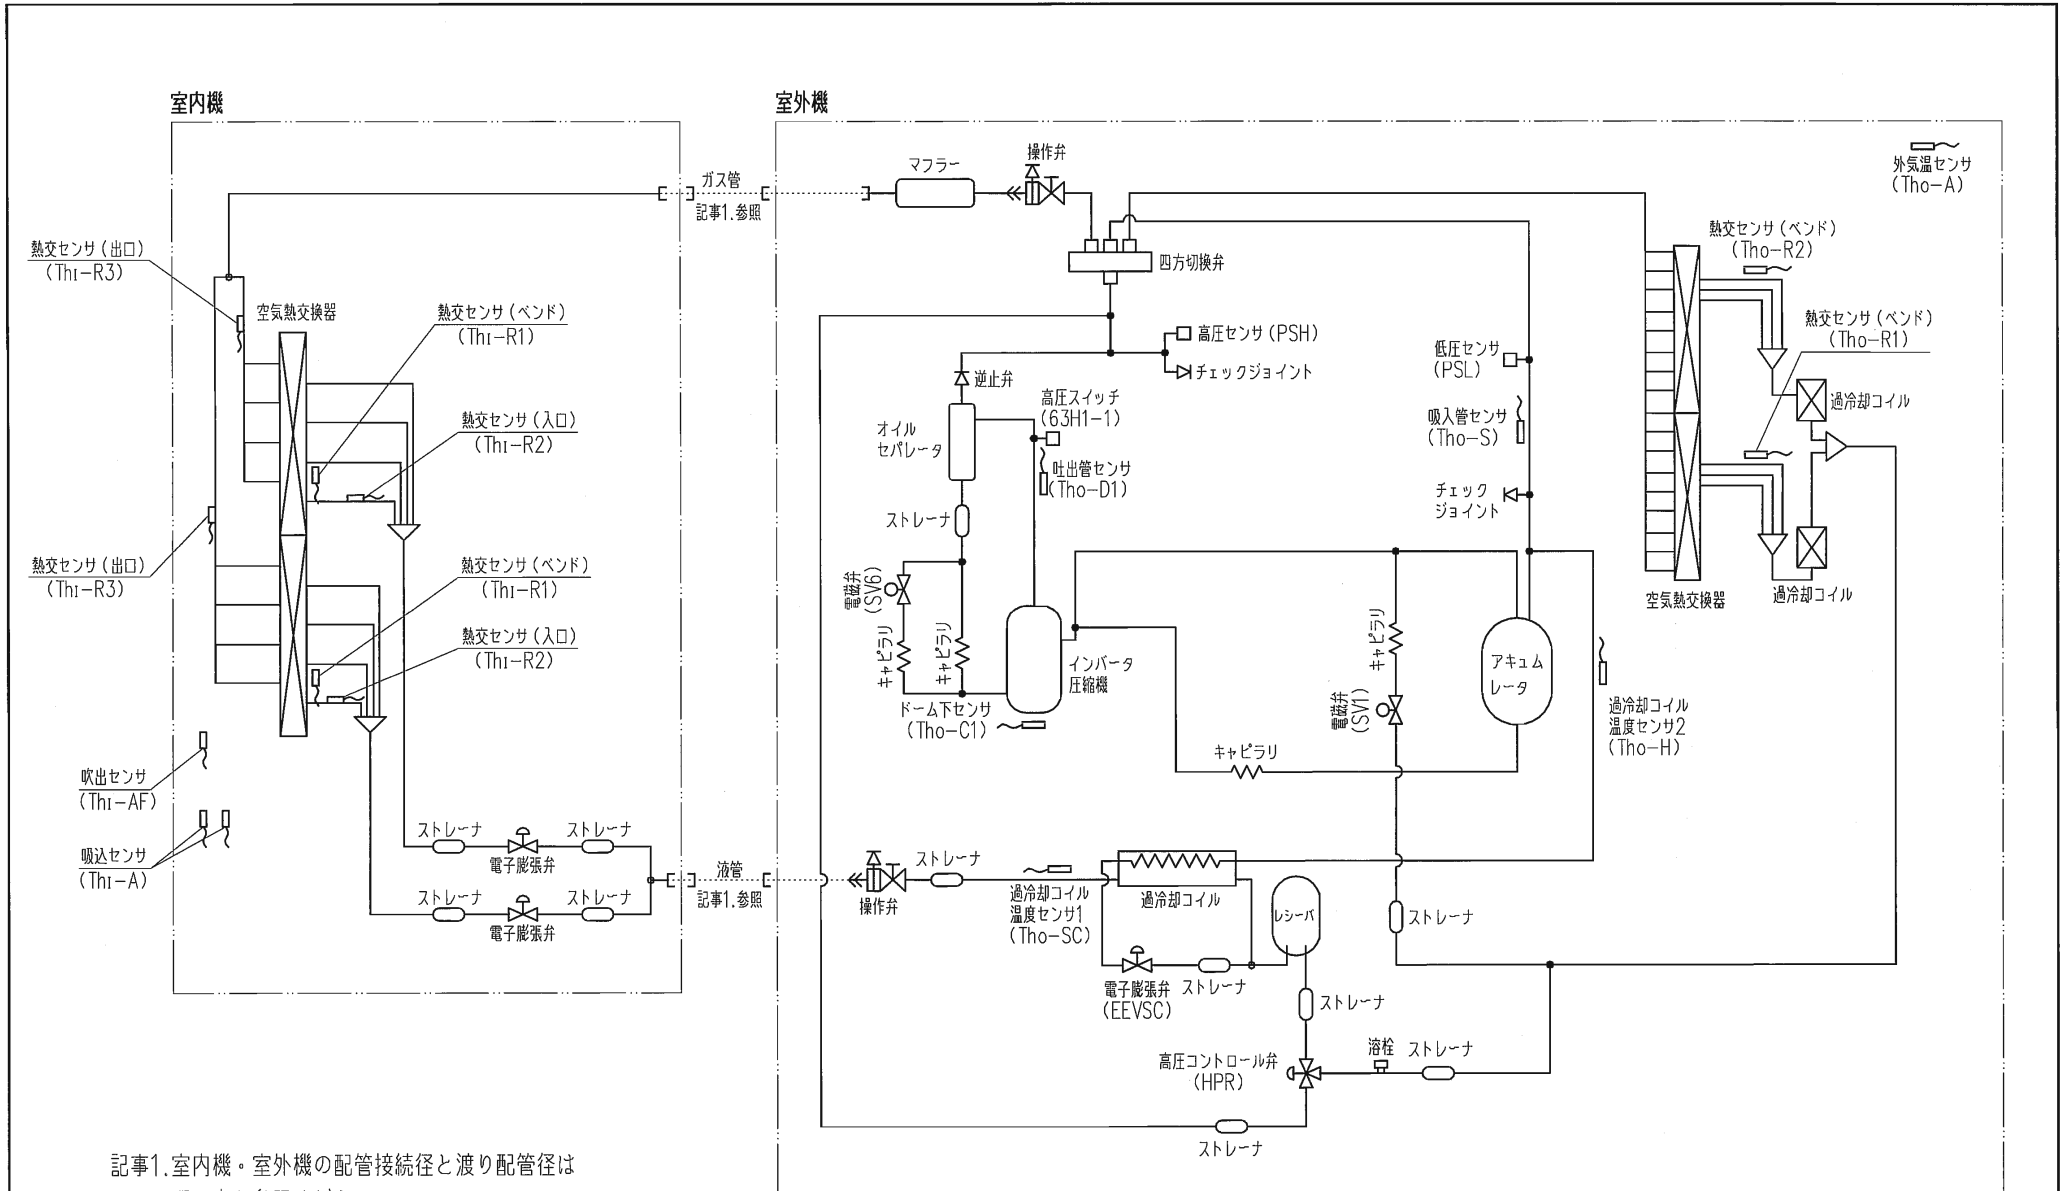 室内機
室外機
ガス管
記事1.参照
マフラー
操作弁
外気温センサ
(Tho-A)
熱交センサ(出口)
(ThI-R3)
空気熱交換器
熱交センサ(ベンド)
(ThI-R1)
熱交センサ(入口)
(ThI-R2)
熱交センサ(出口)
(ThI-R3)
熱交センサ(ベンド)
(ThI-R1)
熱交センサ(入口)
(ThI-R2)
吹出センサ
(ThI-AF)
吸込センサ
(ThI-A)
ストレーナ
電子膨張弁
ストレーナ
ストレーナ
電子膨張弁
ストレーナ
液管
記事1.参照
四方切換弁
高圧センサ(PSH)
チェックジョイント
逆止弁
高圧スイッチ
(63H1-1)
オイル
セパレータ
吐出管センサ
(Tho-D1)
ストレーナ
電磁弁
(SV6)
キャピラリ
キャピラリ
インバータ
圧縮機
ドーム下センサ
(Tho-C1)
低圧センサ
(PSL)
吸入管センサ
(Tho-S)
チェック
ジョイント
キャピラリ
電磁弁
(SV1)
アキュム
レータ
キャピラリ
過冷却コイル
温度センサ2
(Tho-H)
熱交センサ(ベンド)
(Tho-R2)
熱交センサ(ベンド)
(Tho-R1)
過冷却コイル
過冷却コイル
空気熱交換器
操作弁
ストレーナ
過冷却コイル
温度センサ1
(Tho-SC)
過冷却コイル
レシーバ
ストレーナ
電子膨張弁
(EEVSC)
ストレーナ
ストレーナ
高圧コントロール弁
(HPR)
溶栓
ストレーナ
ストレーナ
記事1.室内機。室外機の配管接続径と渡り配管径は